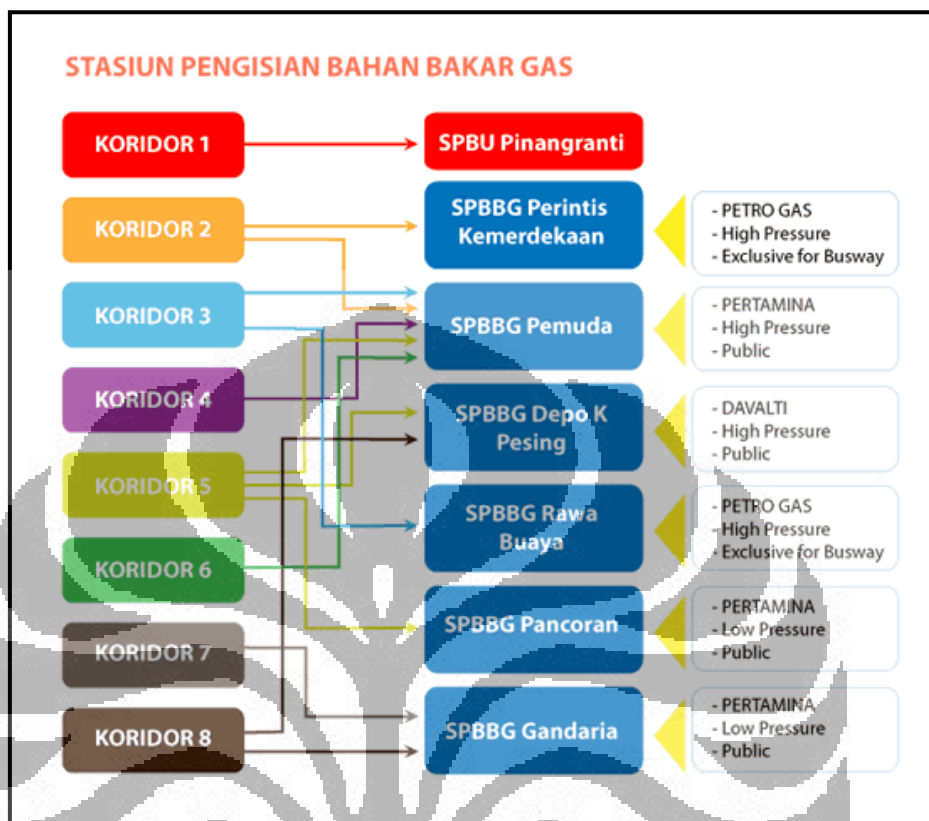 STASIUN PENGISIAN BAHAN BAKAR GAS
KORIDOR 1
KORIDOR 2
KORIDOR 3
KORIDOR 4
KORIDOR 5
KORIDOR 6
KORIDOR 7
KORIDOR 8
SPBU Pinangranti
SPBBG Perintis
Kemerdekaan
SPBBG Pemuda
SPBBG Depo K
Pesing
SPBBG Rawa
Buaya
SPBBG Pancoran
SPBBG Gandaria
- PETRO GAS
- High Pressure
- Exclusive for Busway
- PERTAMINA
- High Pressure
- Public
- DAVALTI
- High Pressure
- Public
- PETRO GAS
- High Pressure
- Exclusive for Busway
- PERTAMINA
- Low Pressure
- Public
- PERTAMINA
- Low Pressure
- Public